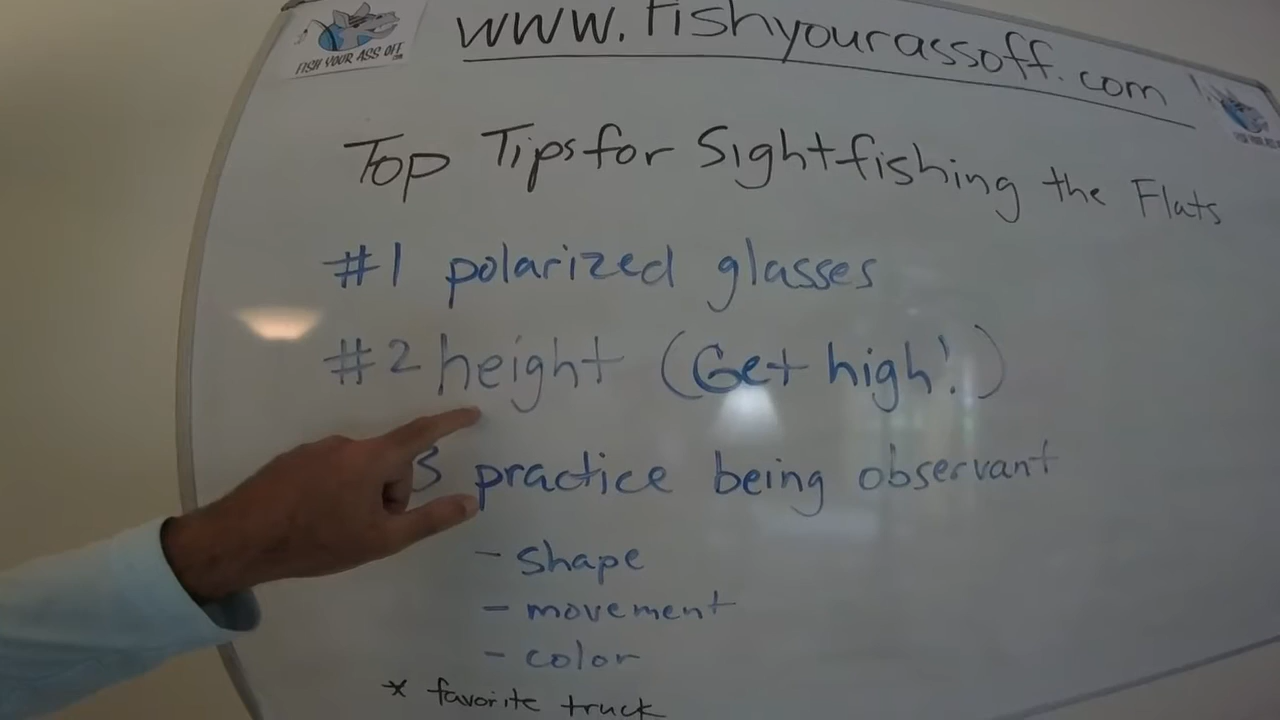 FISH YOUR ASS OFF
www.fishyourassoff.com
Top Tips for Sightfishing the Flats
#1 polarized glasses
#2 height (Get high!)
3 practice being observant
- shape
- movement
- color
* favorite truck